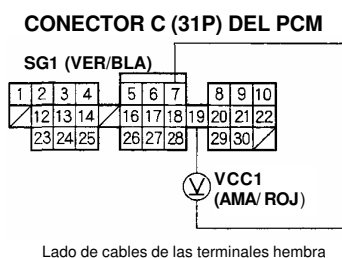 CONECTOR C (31P) DEL PCM
SG1 (VER/BLA)
1 2 3 4 5 6 7 8 9 10
12 13 14 16 17 18 19 20 21 22
23 24 25 26 27 28 29 30
VCC1
(AMA/ ROJ)
V
Lado de cables de las terminales hembra